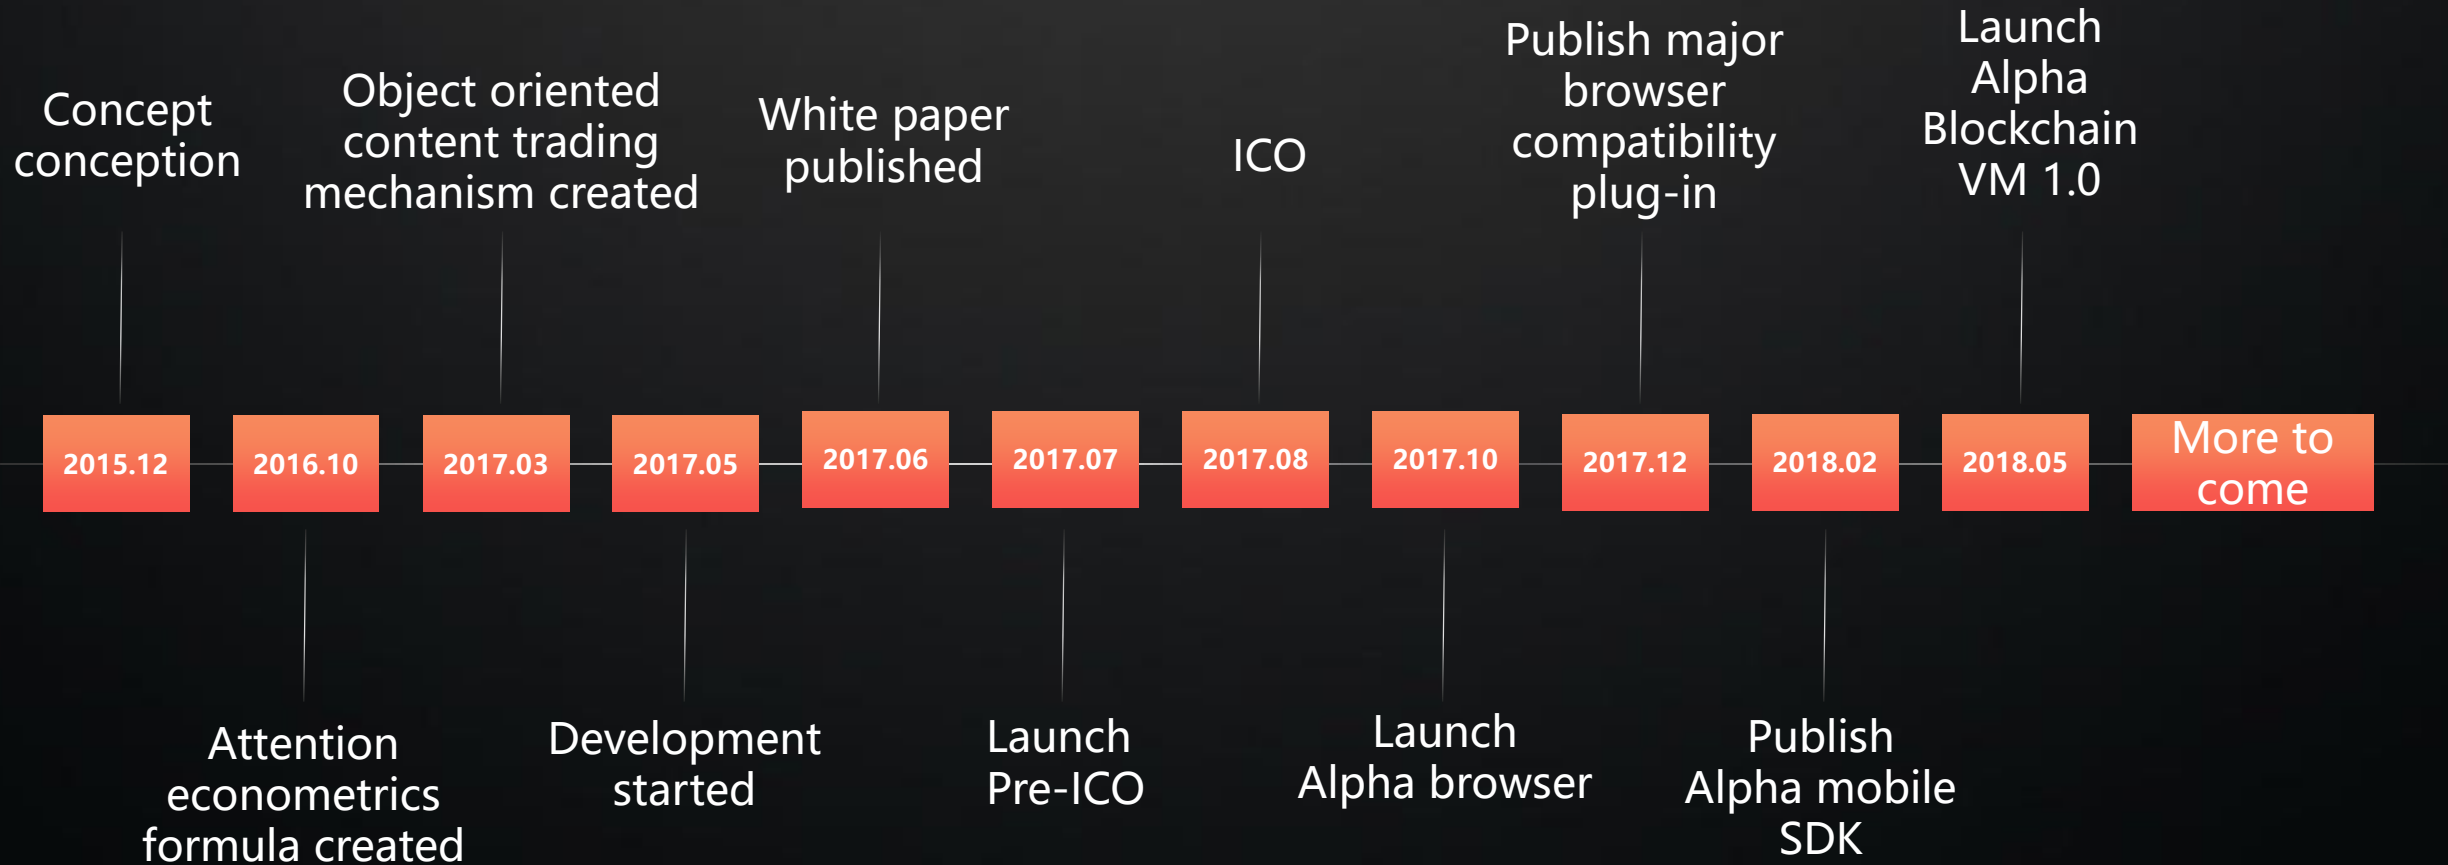 Concept
conception
Object oriented
content trading
mechanism created
White paper
published
ICO
Publish major
browser
compatibility
plug-in
Launch
Alpha
Blockchain
VM 1.0
2015.12
2016.10
2017.03
2017.05
2017.06
2017.07
2017.08
2017.10
2017.12
2018.02
2018.05
More to
come
Attention
econometrics
formula created
Development
started
Launch
Pre-ICO
Launch
Alpha browser
Publish
Alpha mobile
SDK